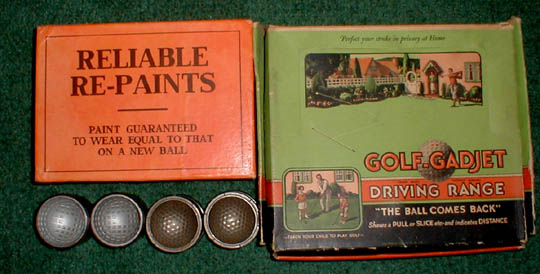 RELIABLE
RE-PAINTS
PAINT GUARANTEED
TO WEAR EQUAL TO THAT
ON A NEW BALL
Perfect your stroke in privacy at Home
GOLF-GADJET
DRIVING RANGE
"THE BALL COMES BACK"
Shows a PULL or SLICE etc-and indicates DISTANCE
TEACH YOUR CHILD TO PLAY GOLF